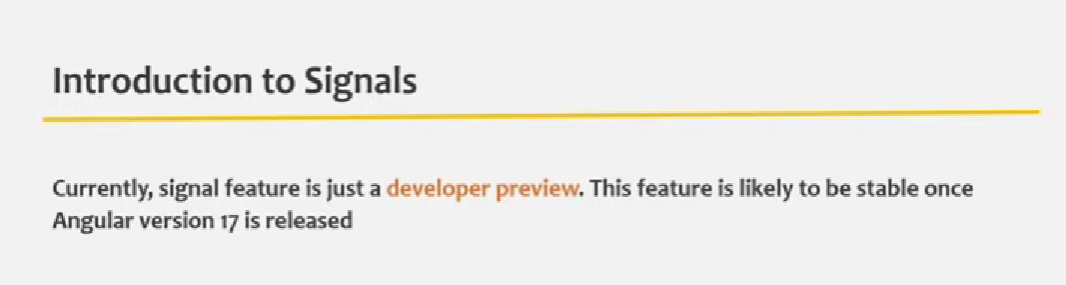 Introduction to Signals
Currently, signal feature is just a developer preview. This feature is likely to be stable once
Angular version 17 is released